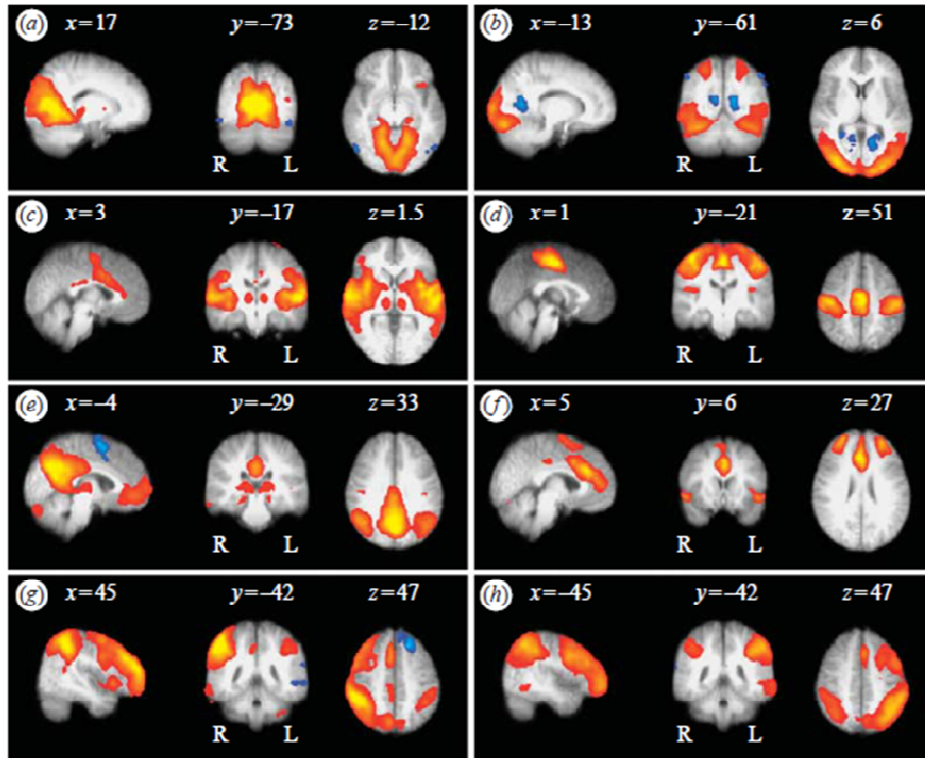 (a) x=17 y=–73 z=–12
R L
(b) x=–13 y=–61 z=6
R L
(c) x=3 y=–17 z=1.5
R L
(d) x=1 y=–21 z=51
R L
(e) x=–4 y=–29 z=33
R L
(f) x=5 y=6 z=27
R L
(g) x=45 y=–42 z=47
R L
(h) x=–45 y=–42 z=47
R L